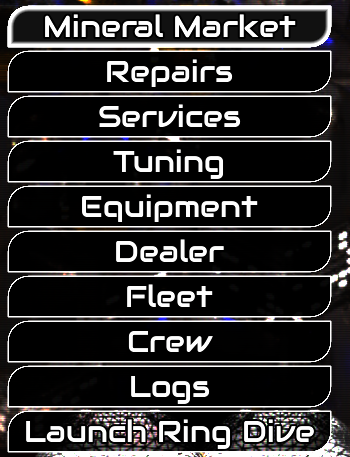 Mineral Market
Repairs
Services
Tuning
Equipment
Dealer
Fleet
Crew
Logs
Launch Ring Dive